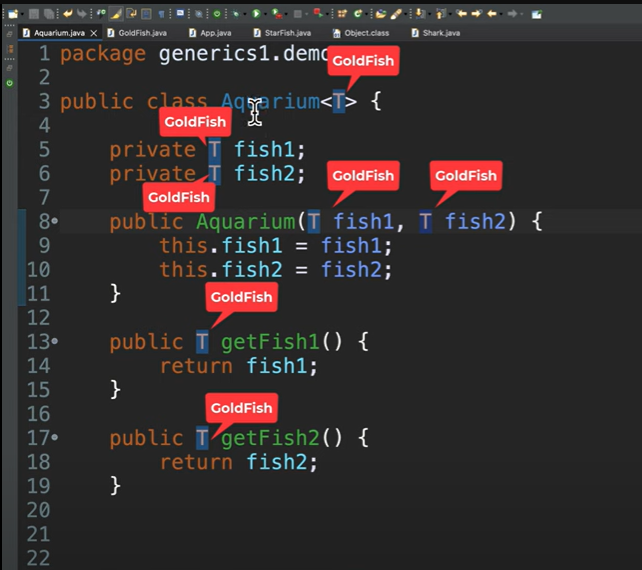 Aquarium.java GoldFish.java App.java StarFish.java Object.class Shark.java
1 package generics1.demo
GoldFish
2
3 public class Aquarium<T> {
GoldFish
4
5 private T fish1;
6 private T fish2;
GoldFish GoldFish GoldFish
7
8 public Aquarium(T fish1, T fish2) {
9 this.fish1 = fish1;
10 this.fish2 = fish2;
11 }
GoldFish
12
13 public T getFish1() {
14 return fish1;
15 }
GoldFish
16
17 public T getFish2() {
18 return fish2;
19 }
20
21
22